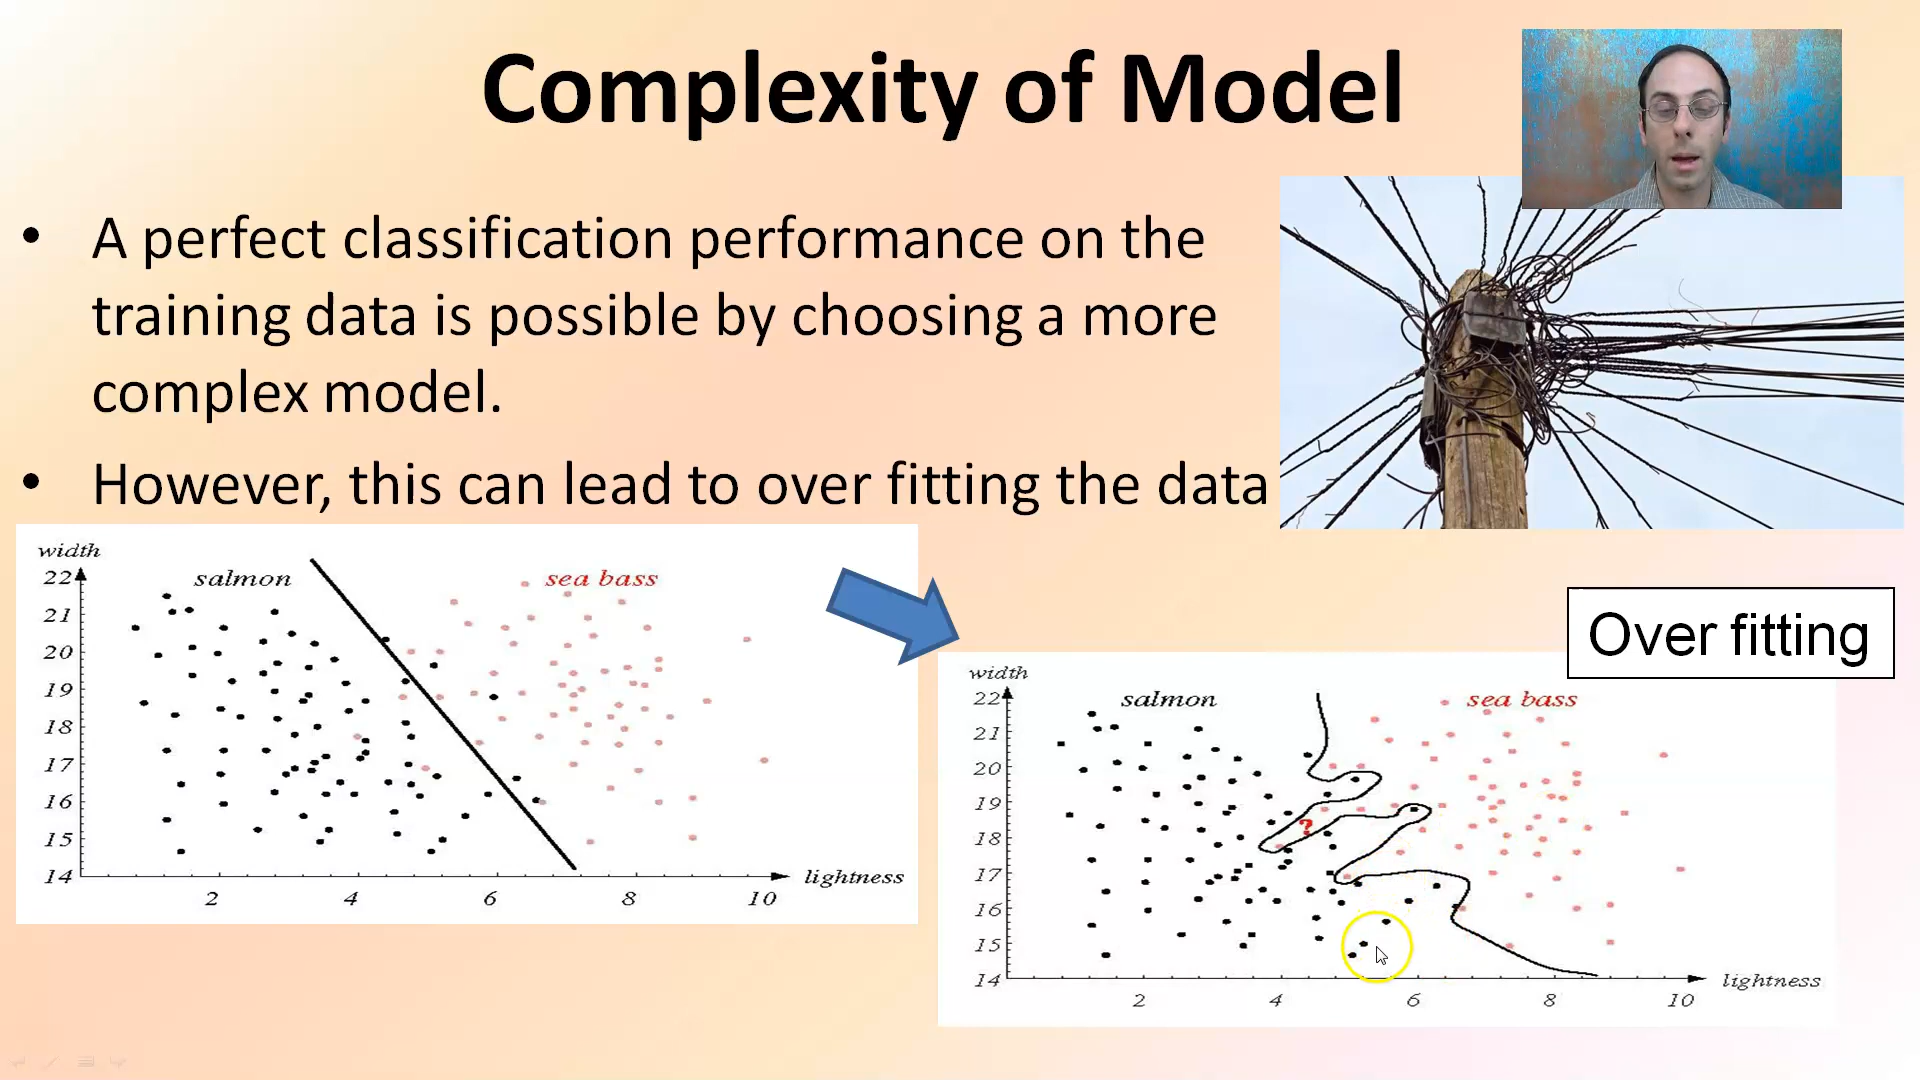 Complexity of Model
• A perfect classification performance on the
training data is possible by choosing a more
complex model.
• However, this can lead to over fitting the data
width
salmon
sea bass
22
21
20
19
18
17
16
15
14
2 4 6 8 10
lightness
Over fitting
width
salmon
sea bass
22
21
20
19
18
17
16
15
14
?
2 4 6 8 10
lightness